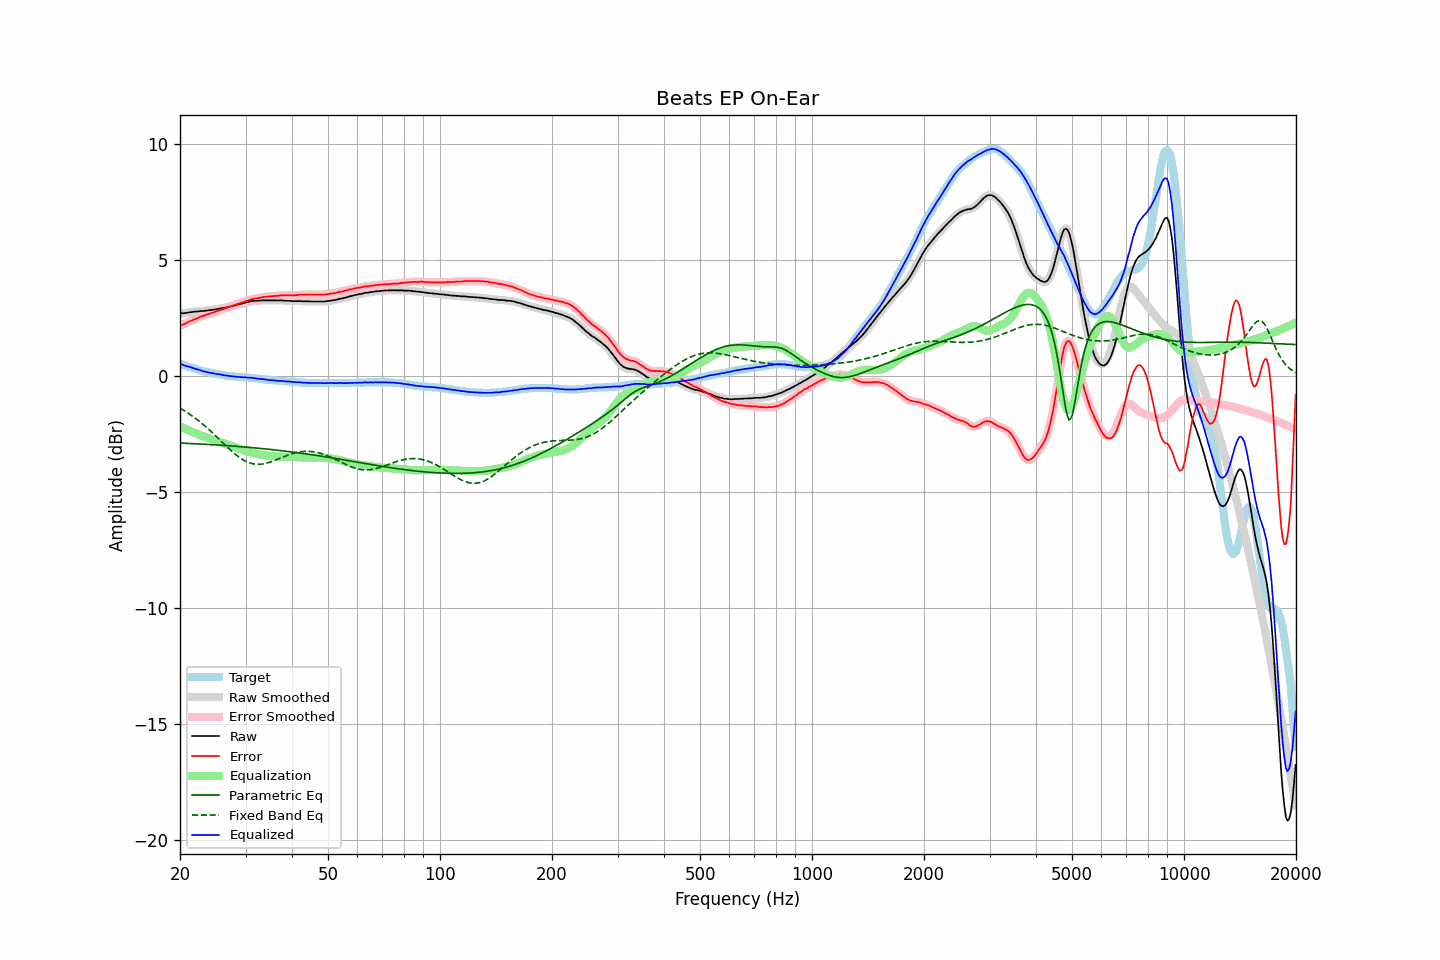 Beats EP On-Ear
Amplitude (dBr)
10
5
0
−5
−10
−15
−20
Target
Raw Smoothed
Error Smoothed
Raw
Error
Equalization
Parametric Eq
Fixed Band Eq
Equalized
20 50 100 200 500 1000 2000 5000 10000 20000
Frequency (Hz)